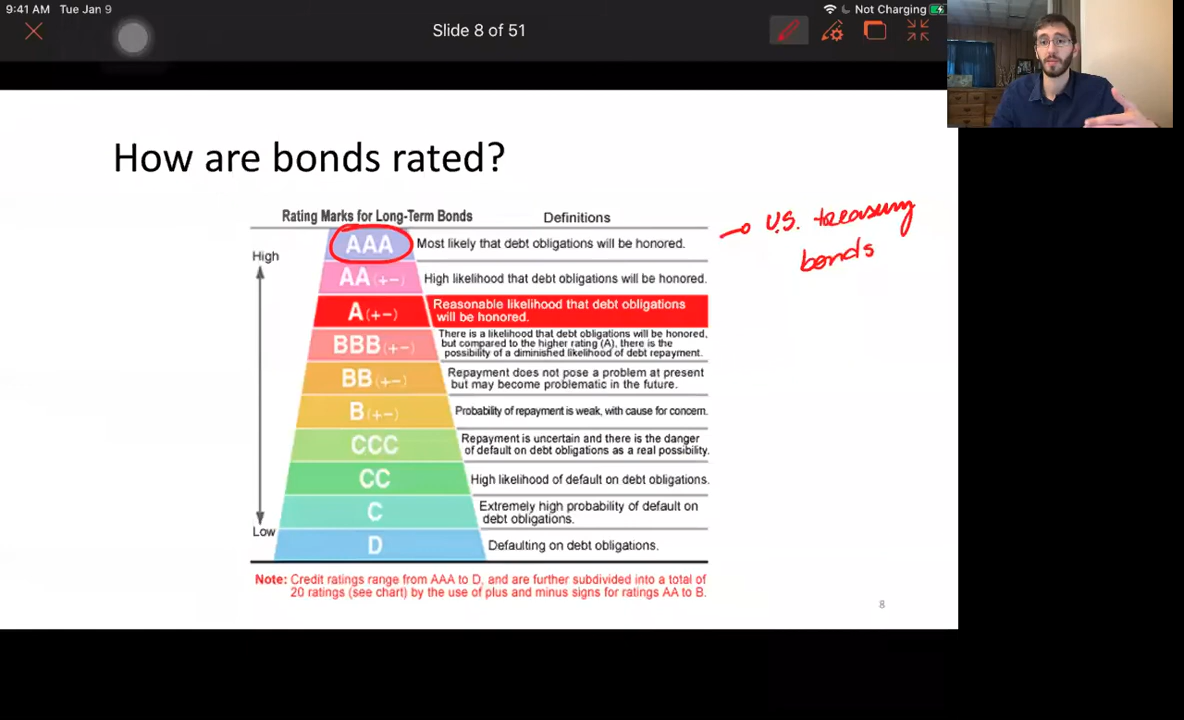 9:41 AM Tue Jan 9
Not Charging
Slide 8 of 51
How are bonds rated?
Rating Marks for Long-Term Bonds
Definitions
High
AAA
Most likely that debt obligations will be honored.
U.S. treasury
bonds
AA (+−)
High likelihood that debt obligations will be honored.
A (+−)
Reasonable likelihood that debt obligations
will be honored.
BBB (+−)
There is a likelihood that debt obligations will be honored,
but compared to the higher rating (A), there is the
possibility of a diminished likelihood of debt repayment.
BB (+−)
Repayment does not pose a problem at present
but may become problematic in the future.
B (+−)
Probability of repayment is weak, with cause for concern.
CCC
Repayment is uncertain and there is the danger
of default on debt obligations as a real possibility.
CC
High likelihood of default on debt obligations.
C
Extremely high probability of default on
debt obligations.
Low
D
Defaulting on debt obligations.
Note: Credit ratings range from AAA to D, and are further subdivided into a total of
20 ratings (see chart) by the use of plus and minus signs for ratings AA to B.
8